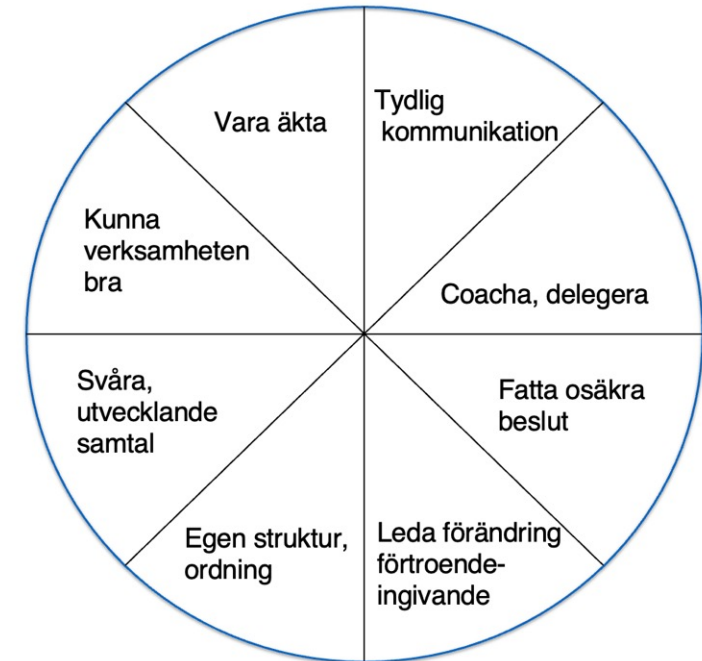 Tydlig
kommunikation
Coacha, delegera
Fatta osäkra
beslut
Leda förändring
förtroende-
ingivande
Egen struktur,
ordning
Svåra,
utvecklande
samtal
Kunna
verksamheten
bra
Vara äkta